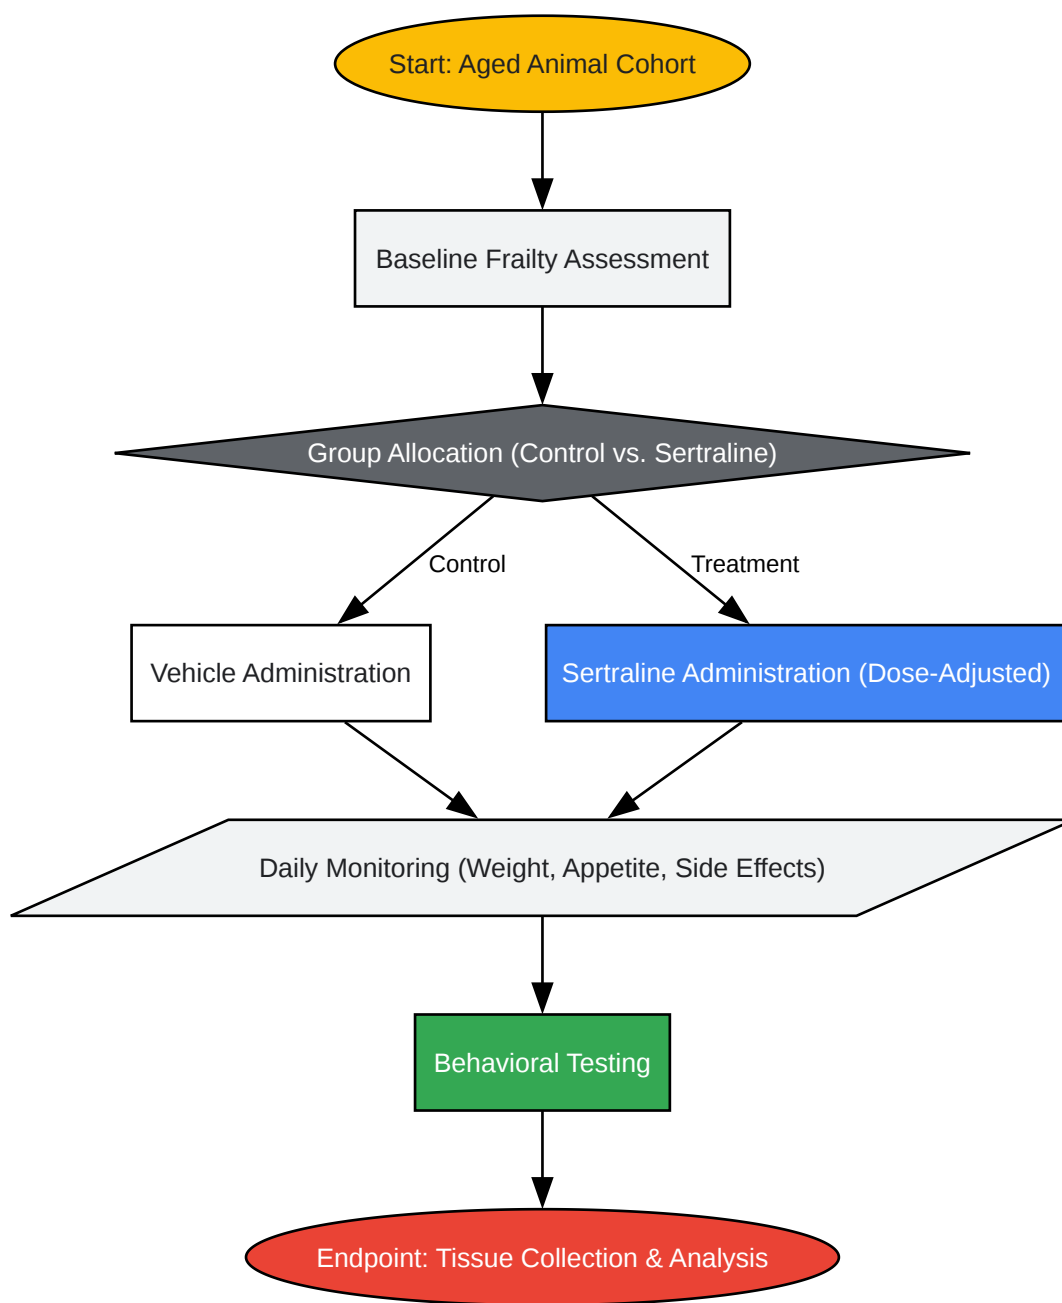 Start: Aged Animal Cohort
Baseline Frailty Assessment
Group Allocation (Control vs. Sertraline)
Control
Treatment
Vehicle Administration
Sertraline Administration (Dose-Adjusted)
Daily Monitoring (Weight, Appetite, Side Effects)
Behavioral Testing
Endpoint: Tissue Collection & Analysis